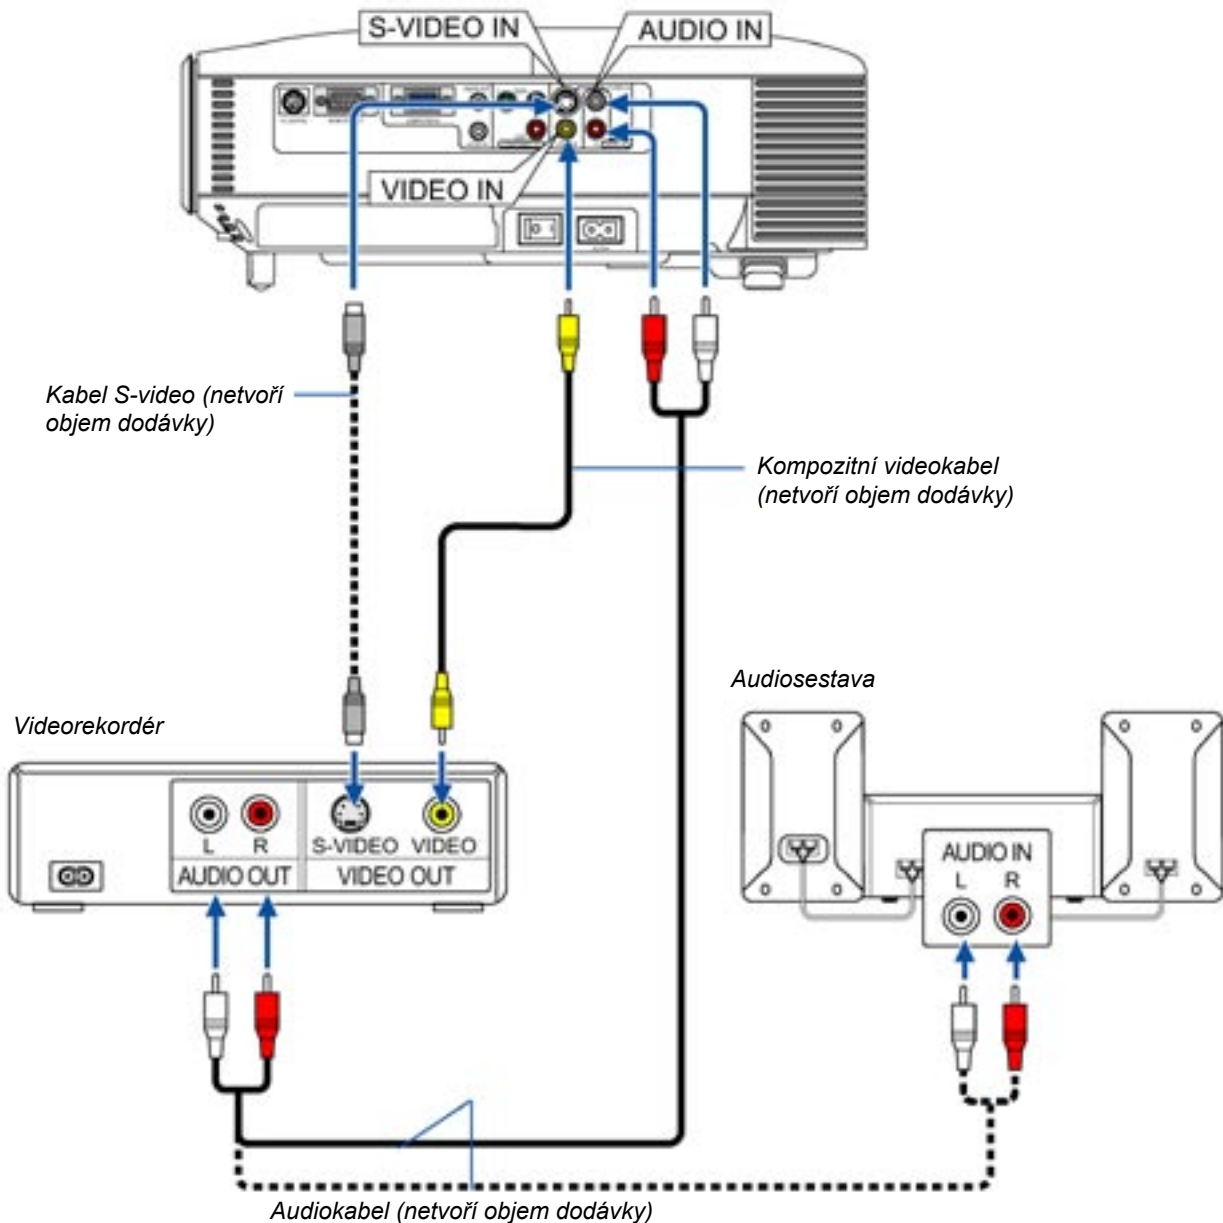 S-VIDEO IN
AUDIO IN
VIDEO IN
Kabel S-video (netvoří
objem dodávky)
Kompozitní videokabel
(netvoří objem dodávky)
Audiosestava
Videorekordér
L R S-VIDEO VIDEO
AUDIO OUT VIDEO OUT
AUDIO IN
L R
Audiokabel (netvoří objem dodávky)